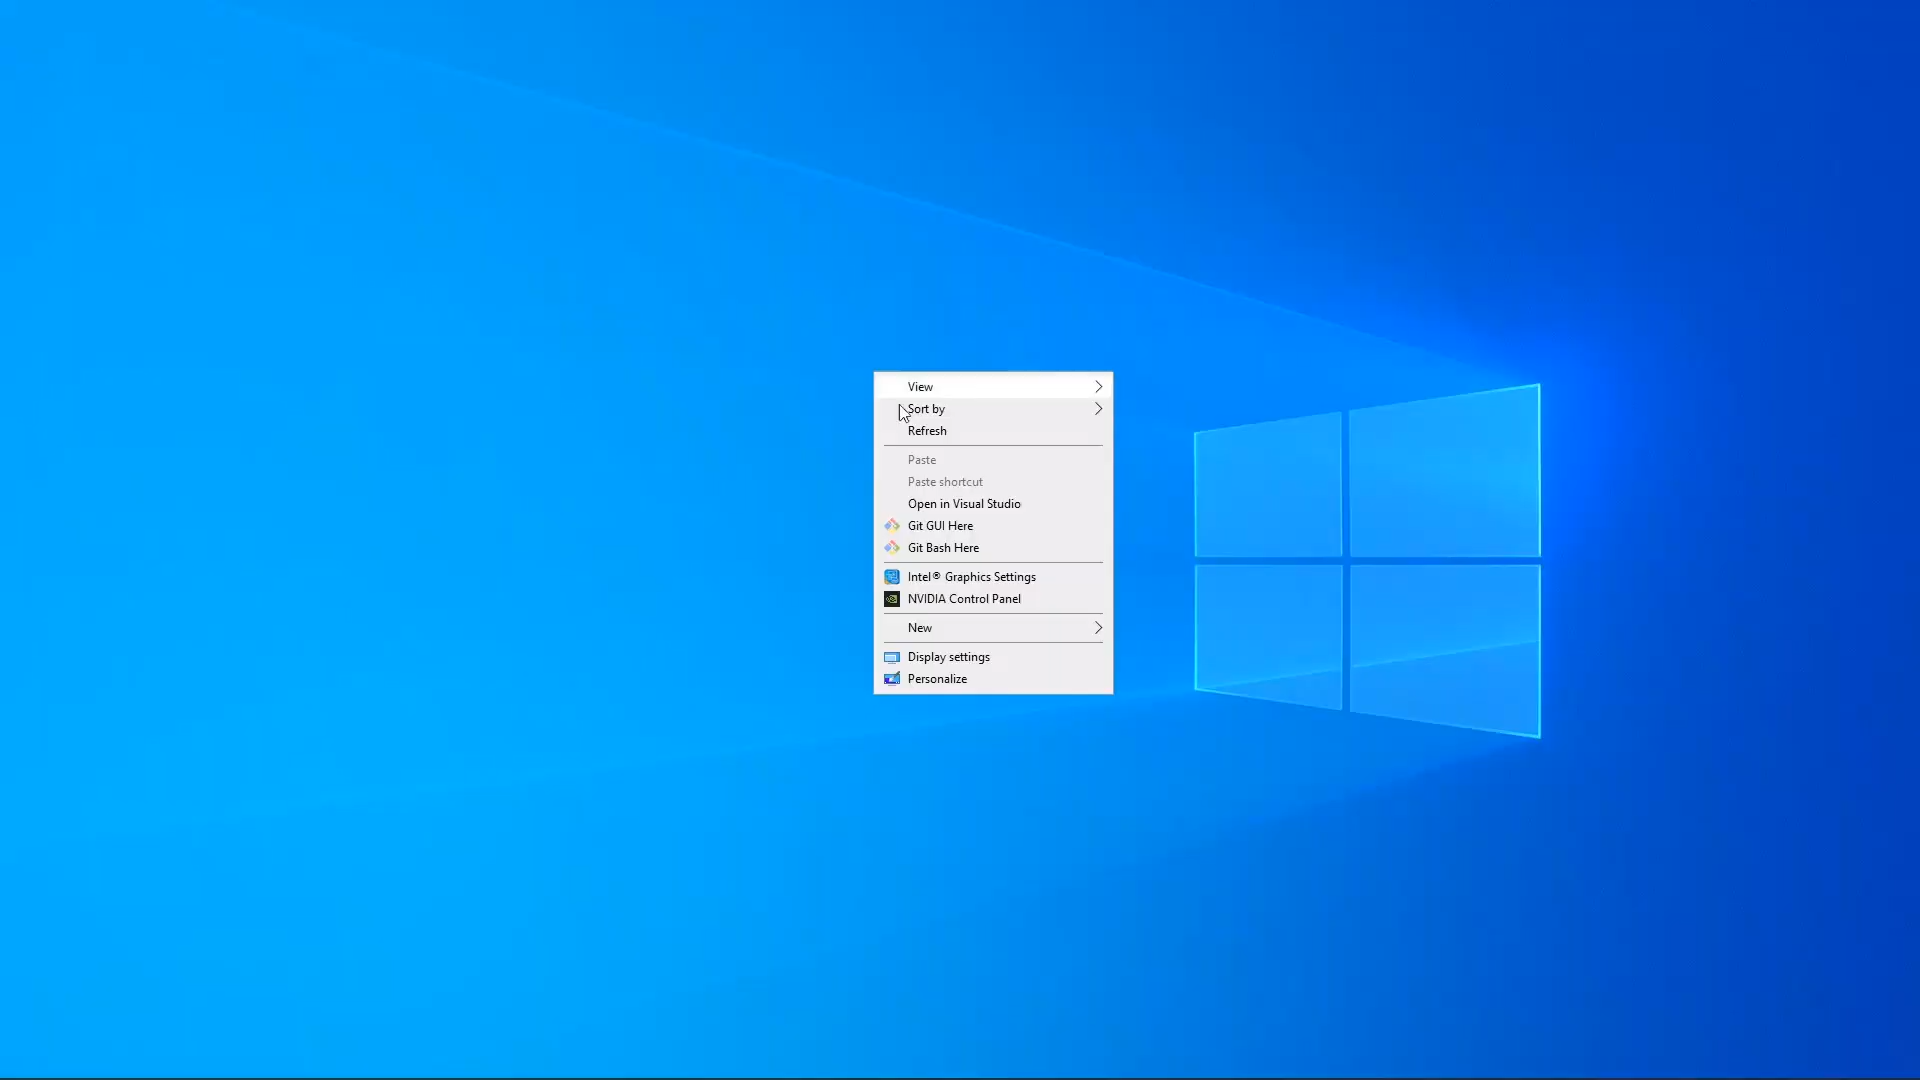 View
Sort by
Refresh
Paste
Paste shortcut
Open in Visual Studio
Git GUI Here
Git Bash Here
Intel® Graphics Settings
NVIDIA Control Panel
New
Display settings
Personalize